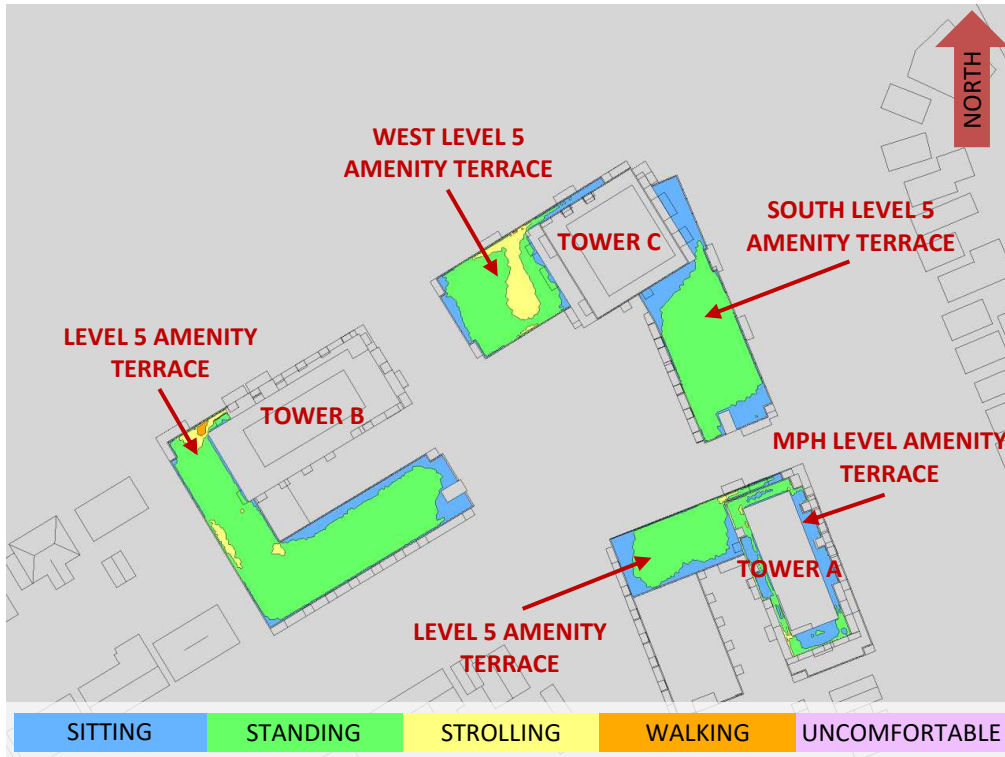 NORTH
WEST LEVEL 5
AMENITY TERRACE
SOUTH LEVEL 5
AMENITY TERRACE
TOWER C
LEVEL 5 AMENITY
TERRACE
TOWER B
MPH LEVEL AMENITY
TERRACE
TOWER A
LEVEL 5 AMENITY
TERRACE
SITTING
STANDING
STROLLING
WALKING
UNCOMFORTABLE